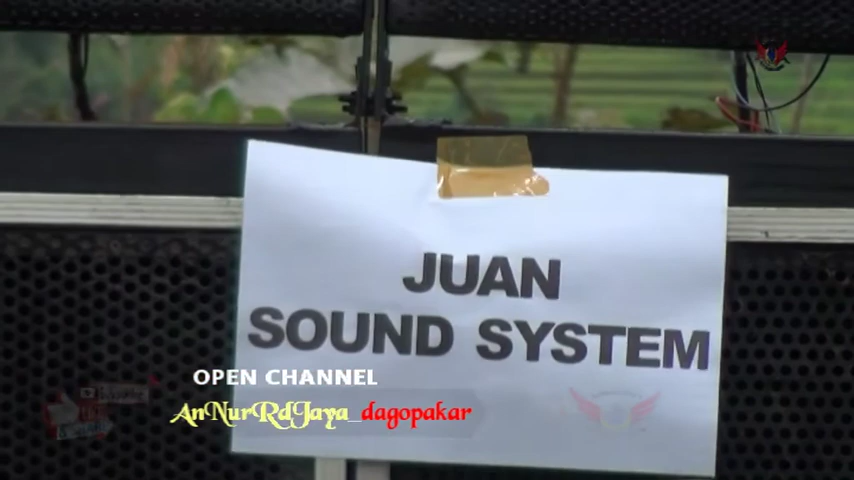 JUAN
SOUND SYSTEM
OPEN CHANNEL
AnNurRdJaya_dagopakar